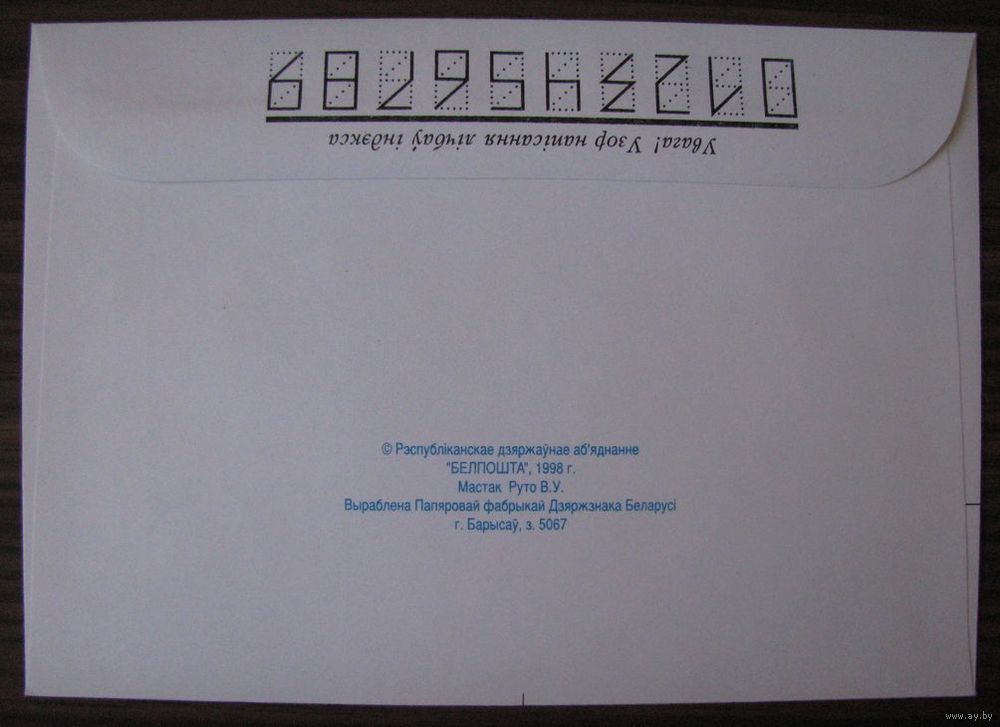 0123456789
Увага! Узор напісання лічбаў індэкса
© Рэспубліканскае дзяржаўнае аб'яднанне
"БЕЛПОШТА", 1998 г.
Мастак Руто В.У.
Выраблена Папяровай фабрыкай Дзяржзнака Беларусі
г. Барысаў, з. 5067
www.ay.by